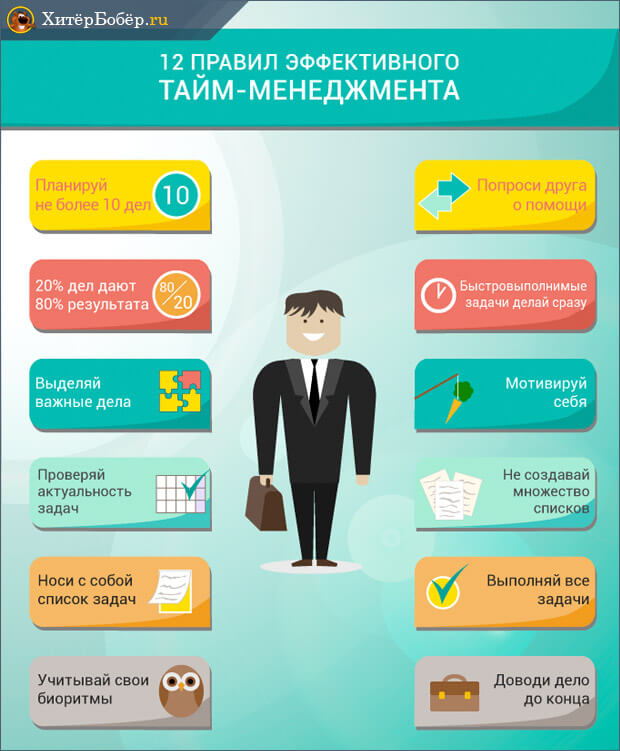 ХитёрБобёр.ru
12 ПРАВИЛ ЭФФЕКТИВНОГО
ТАЙМ-МЕНЕДЖМЕНТА
Планируй
не более 10 дел
10
20% дел дают
80% результата
80
20
Выделяй
важные дела
Проверяй
актуальность
задач
Носи с собой
список задач
Учитывай свои
биоритмы
Попроси друга
о помощи
Быстровыполнимые
задачи делай сразу
Мотивируй
себя
Не создавай
множество
списков
Выполняй все
задачи
Доводи дело
до конца